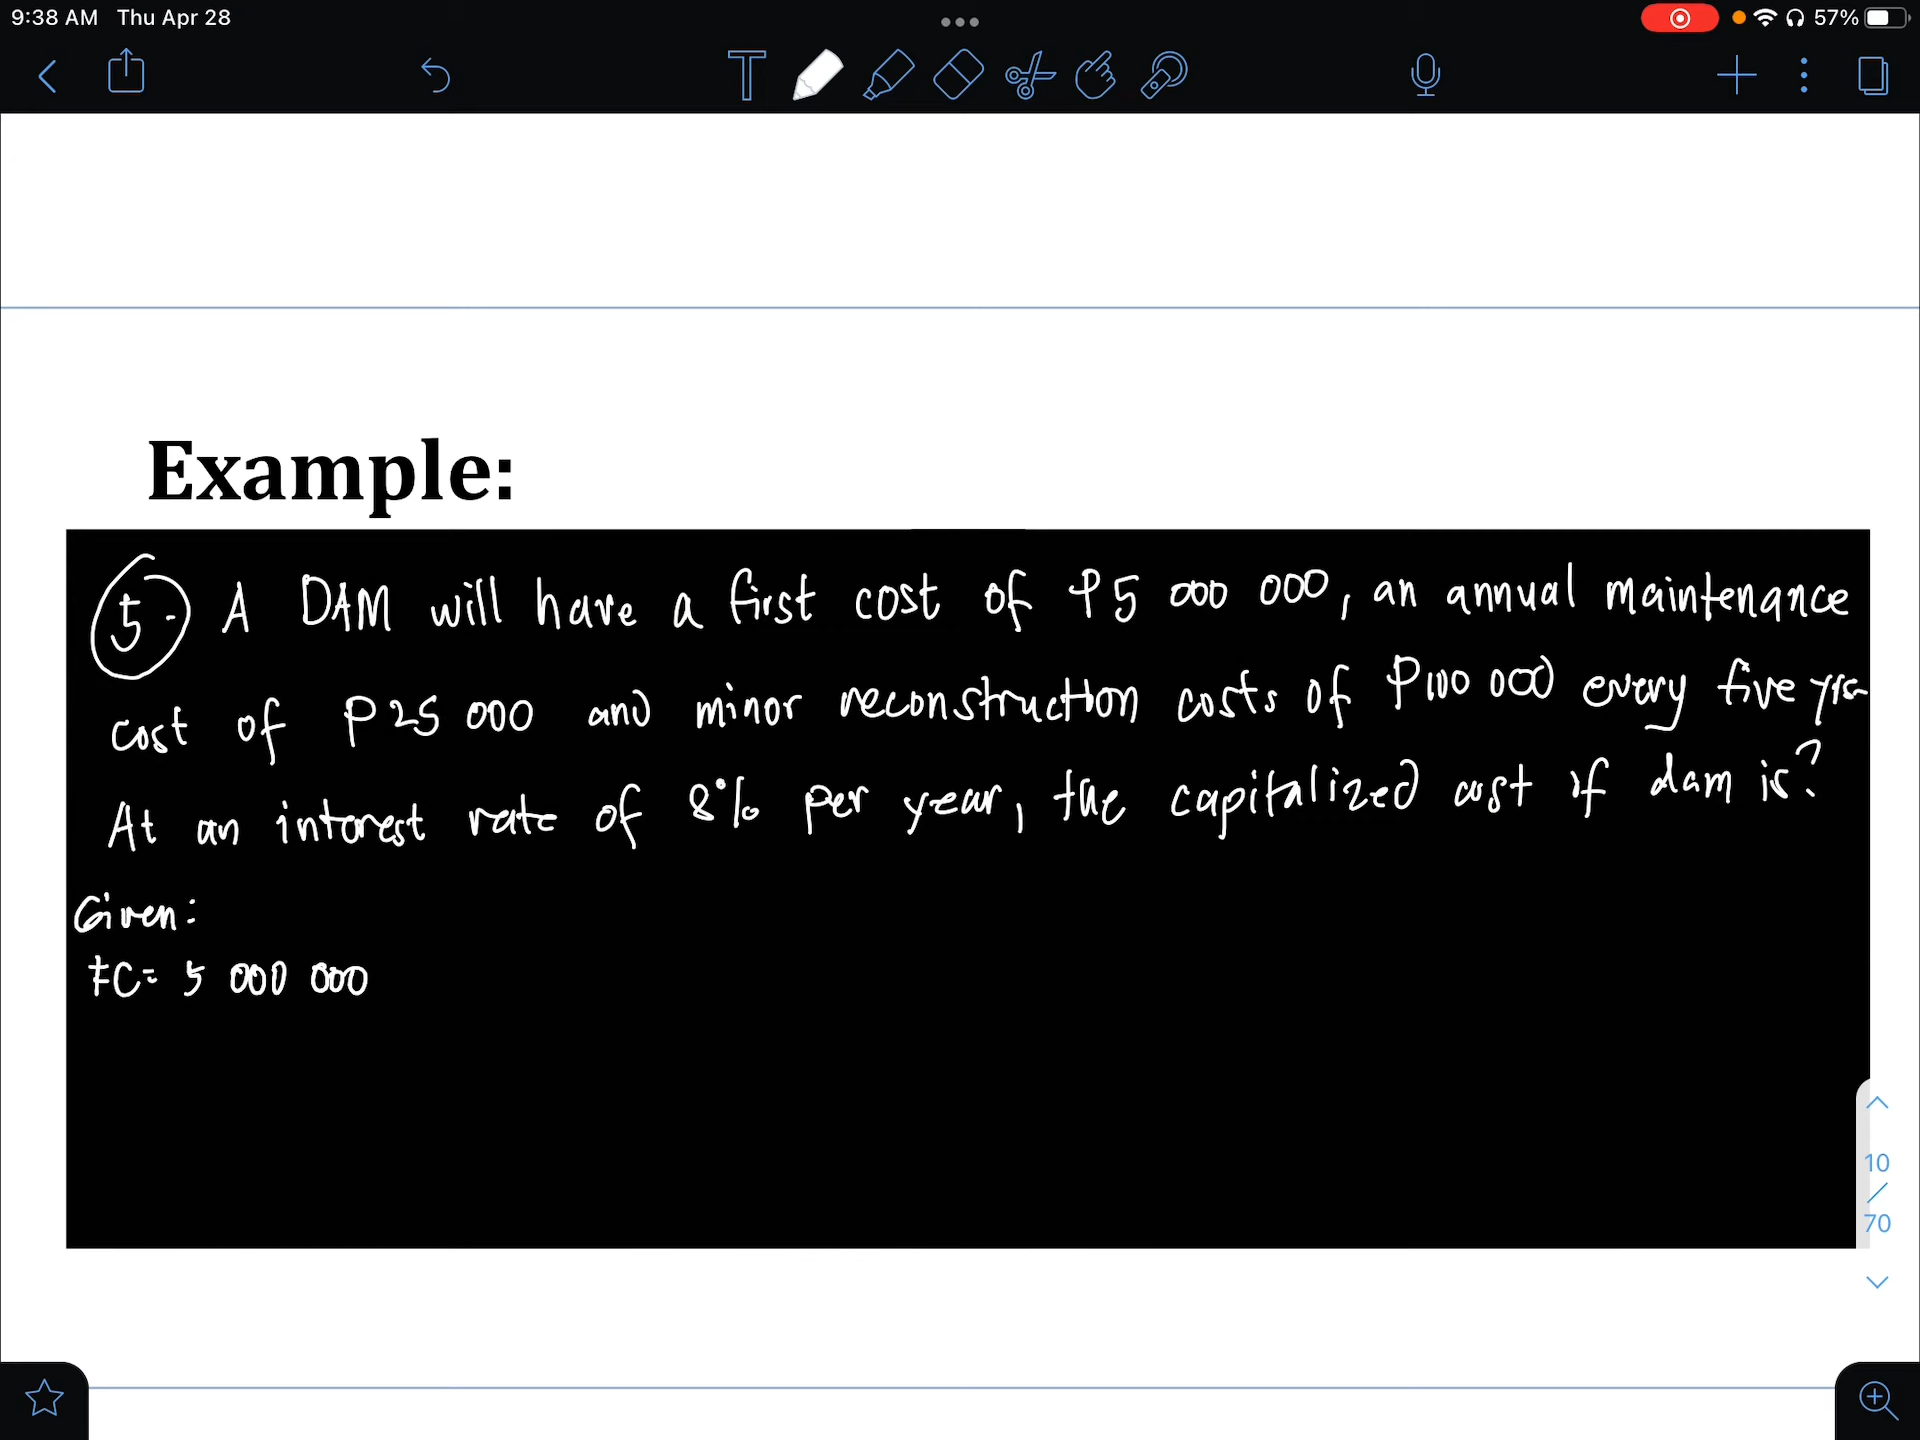 9:38 AM Thu Apr 28
57%
Example:
5. A DAM will have a first cost of ₱5 000 000, an annual maintenance
cost of ₱25 000 and minor reconstruction costs of ₱100 000 every five yrs
At an interest rate of 8% per year, the capitalized cost if dam is?
Given:
FC= 5 000 000
10
/
70